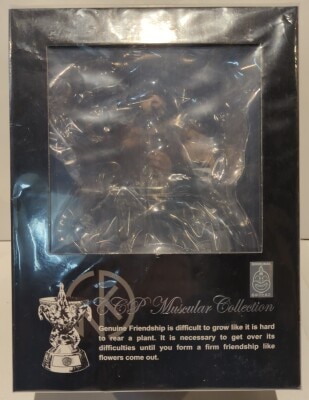 CCP Muscular Collection
Genuine Friendship is difficult to grow like it is hard
to rear a plant. It is necessary to get over its
difficulties until you form a firm friendship like
flowers come out.